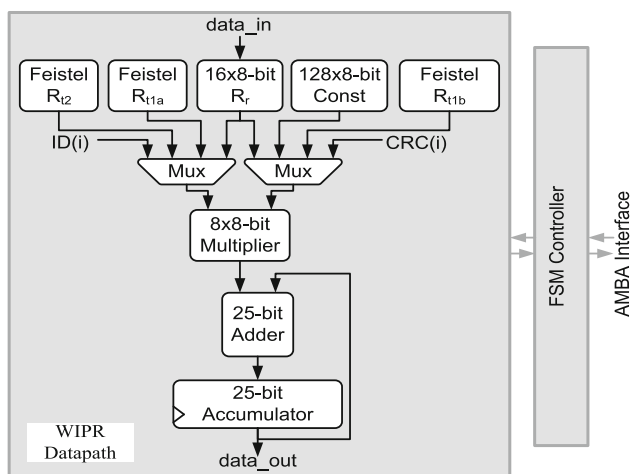 data_in
Feistel
Rt2
Feistel
Rt1a
16x8-bit
Rr
128x8-bit
Const
Feistel
Rt1b
ID(i)
CRC(i)
Mux
Mux
8x8-bit
Multiplier
25-bit
Adder
25-bit
Accumulator
data_out
WIPR
Datapath
FSM Controller
AMBA Interface